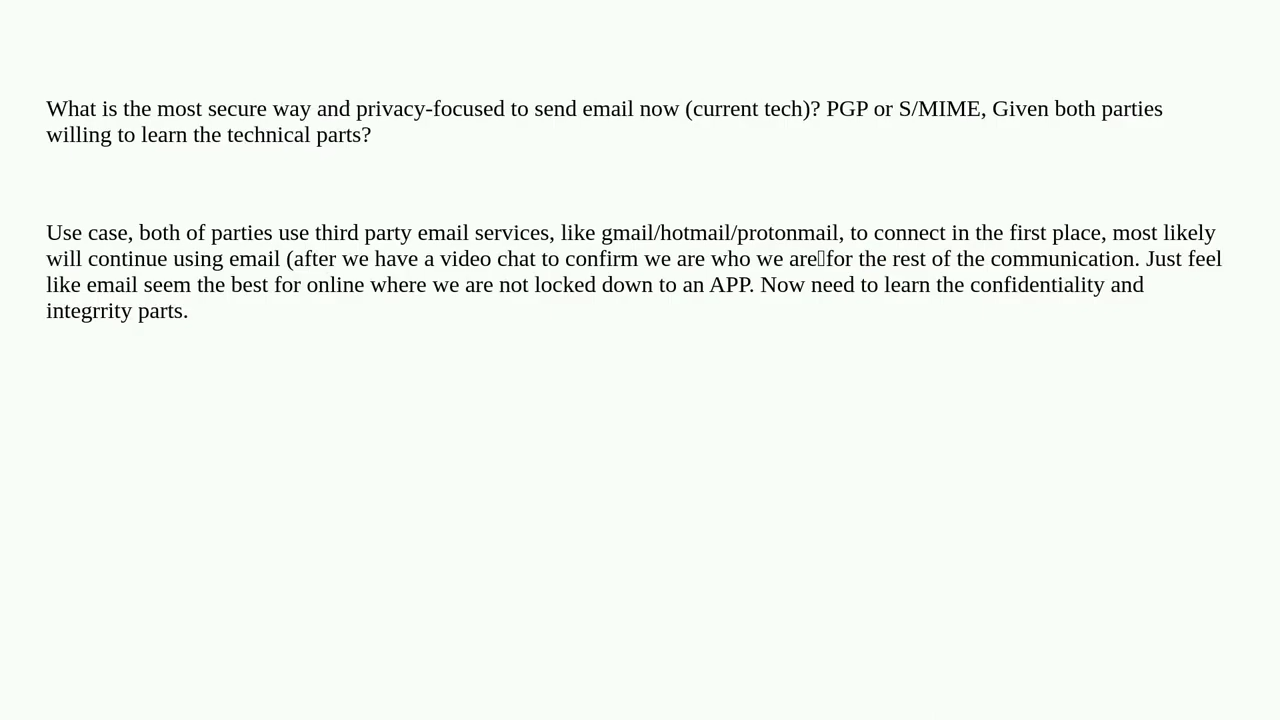 What is the most secure way and privacy-focused to send email now (current tech)? PGP or S/MIME, Given both parties
willing to learn the technical parts?
Use case, both of parties use third party email services, like gmail/hotmail/protonmail, to connect in the first place, most likely
will continue using email (after we have a video chat to confirm we are who we are▯for the rest of the communication. Just feel
like email seem the best for online where we are not locked down to an APP. Now need to learn the confidentiality and
integrrity parts.